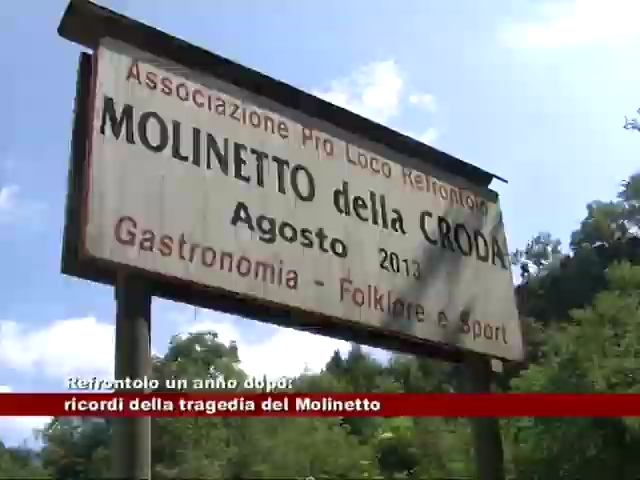 Associazione Pro Loco Refrontolo
MOLINETTO della CRODA
Agosto 2013
Gastronomia - Folklore e Sport
Refrontolo un anno dopo:
ricordi della tragedia del Molinetto